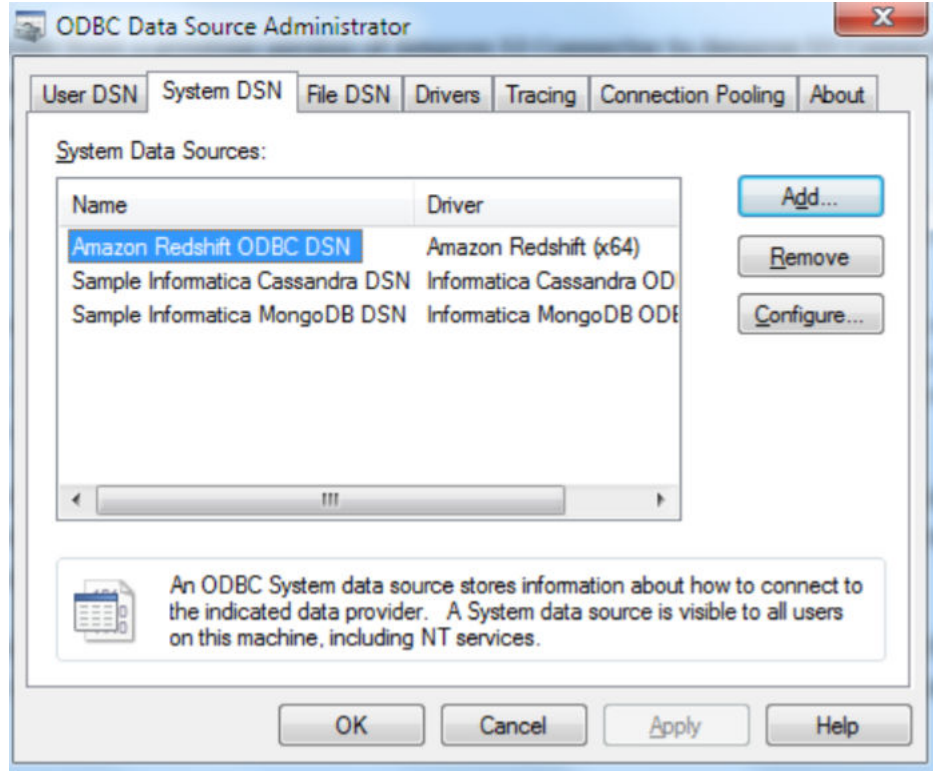 ODBC Data Source Administrator
User DSN System DSN File DSN Drivers Tracing Connection Pooling About
System Data Sources:
Name Driver
Amazon Redshift ODBC DSN Amazon Redshift (x64)
Sample Informatica Cassandra DSN Informatica Cassandra
Sample Informatica MongoDB DSN Informatica MongoDB
Add...
Remove
Configure...
An ODBC System data source stores information about how to connect to
the indicated data provider. A System data source is visible to all users
on this machine, including NT services.
OK Cancel Apply Help